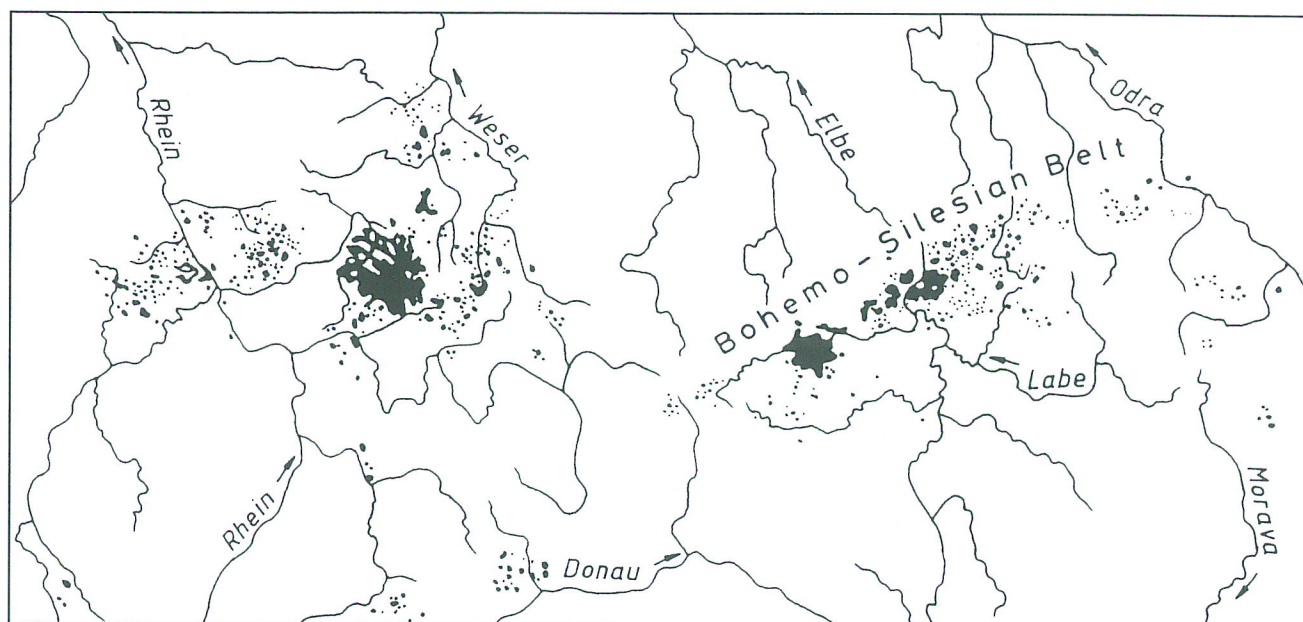 Rhein
Weser
Elbe
Odra
Bohemo-Silesian Belt
Labe
Rhein
Donau
Morava